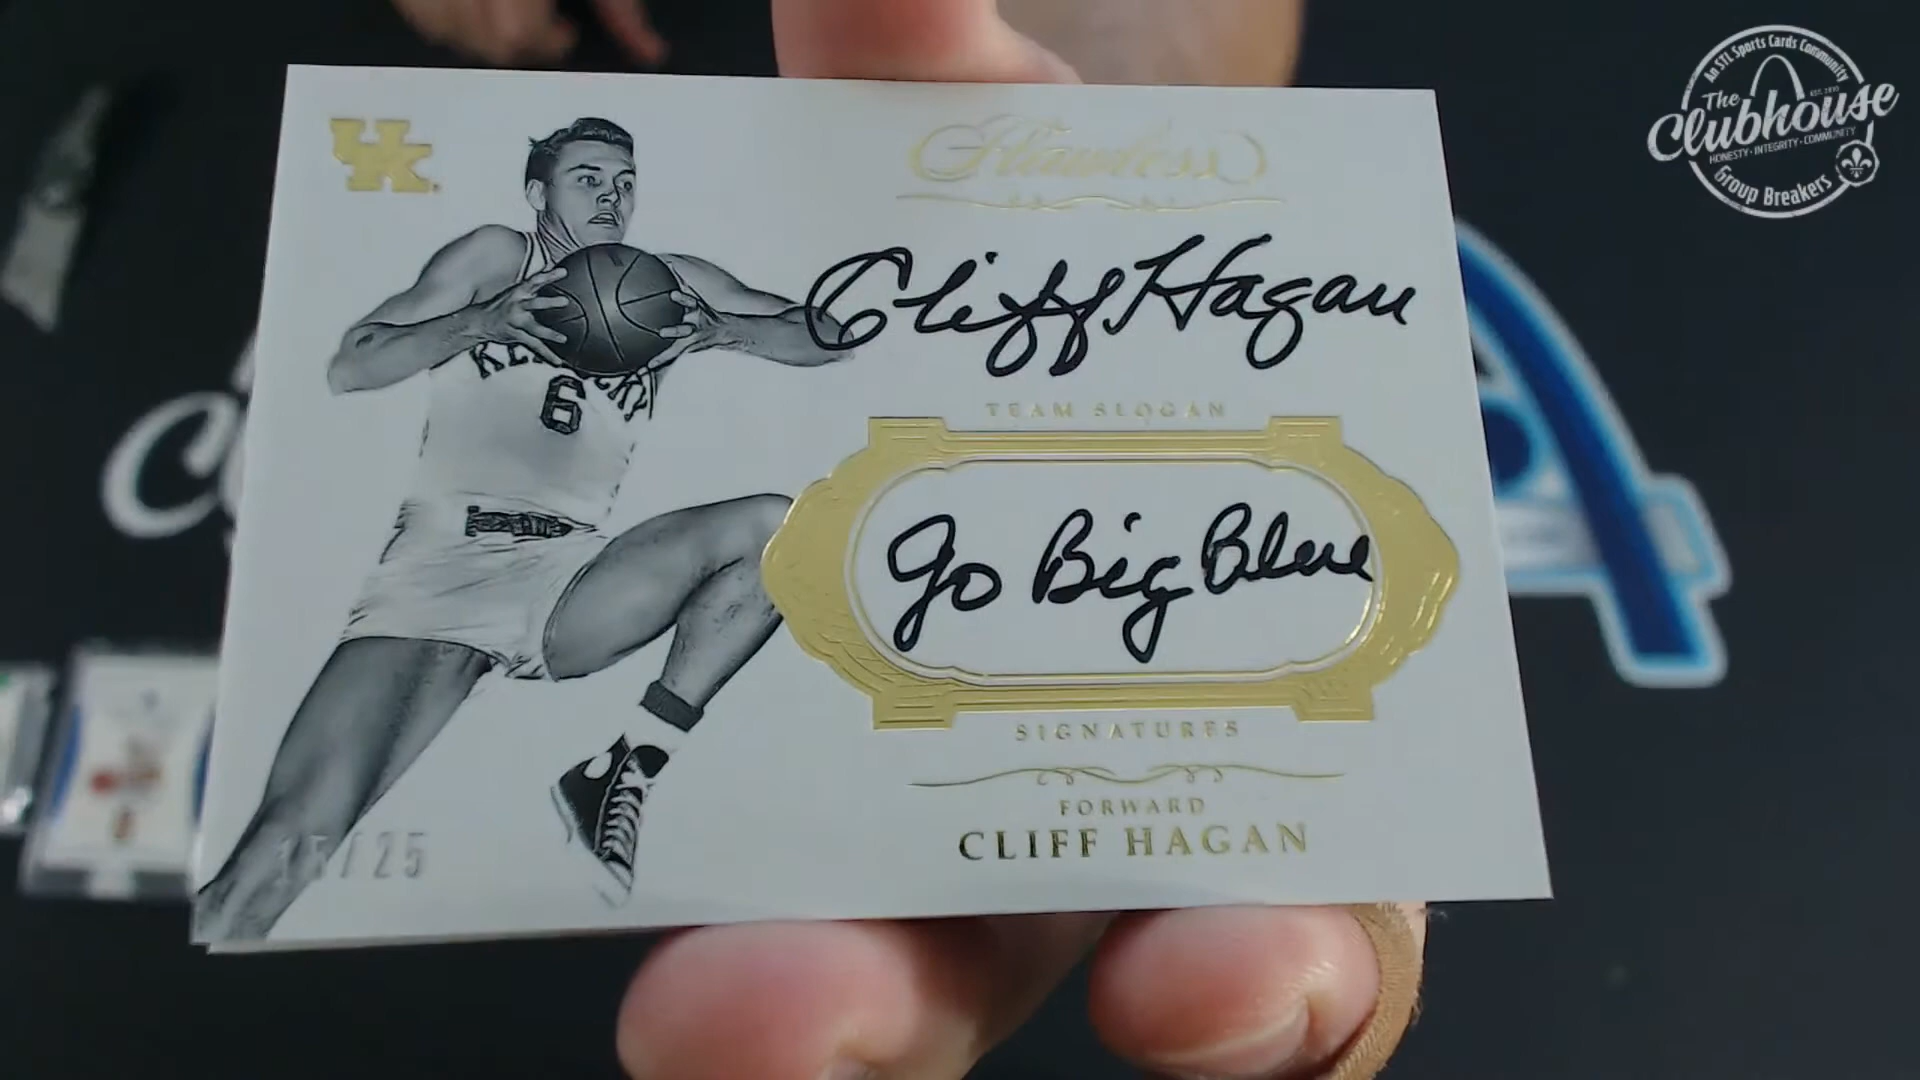 An STL Sports Cards Community
The
Clubhouse
HONESTY · INTEGRITY · COMMUNITY
Group Breakers
UK
Flawless
Cliff Hagan
TEAM SLOGAN
6
Go Big Blue
SIGNATURES
FORWARD
CLIFF HAGAN
/25